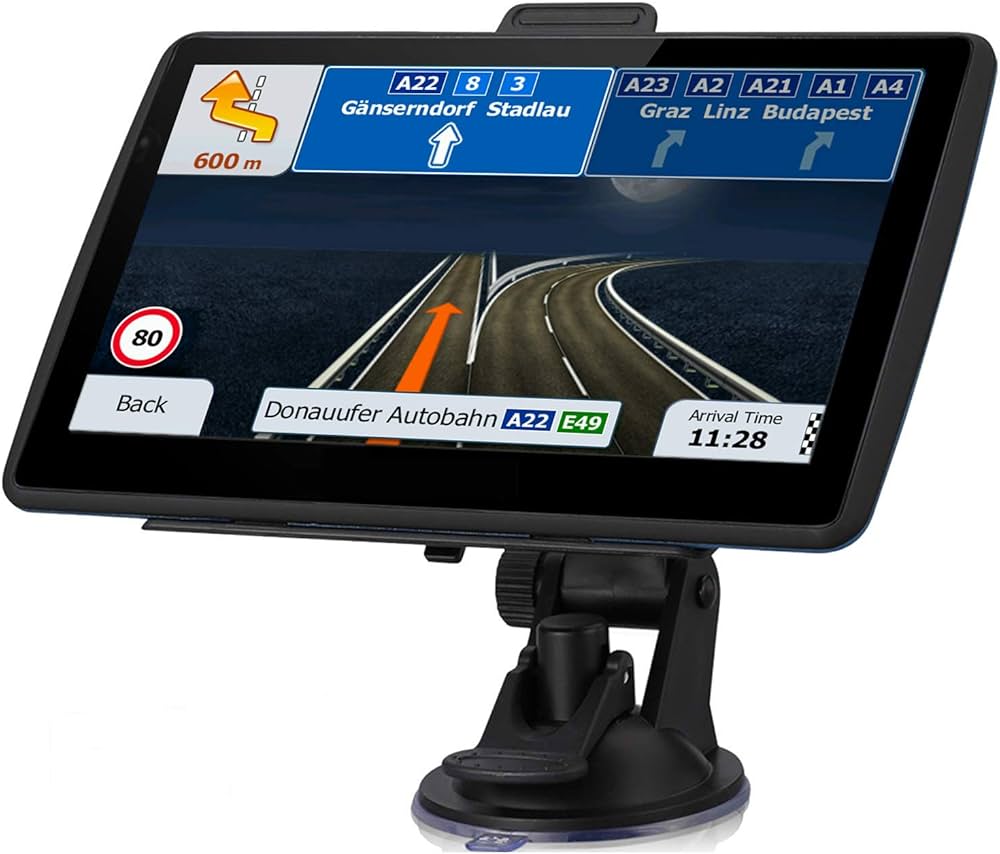 600 m
A22 8 3
Gänserndorf Stadlau
A23 A2 A21 A1 A4
Graz Linz Budapest
80
Back
Donauufer Autobahn A22 E49
Arrival Time
11:28